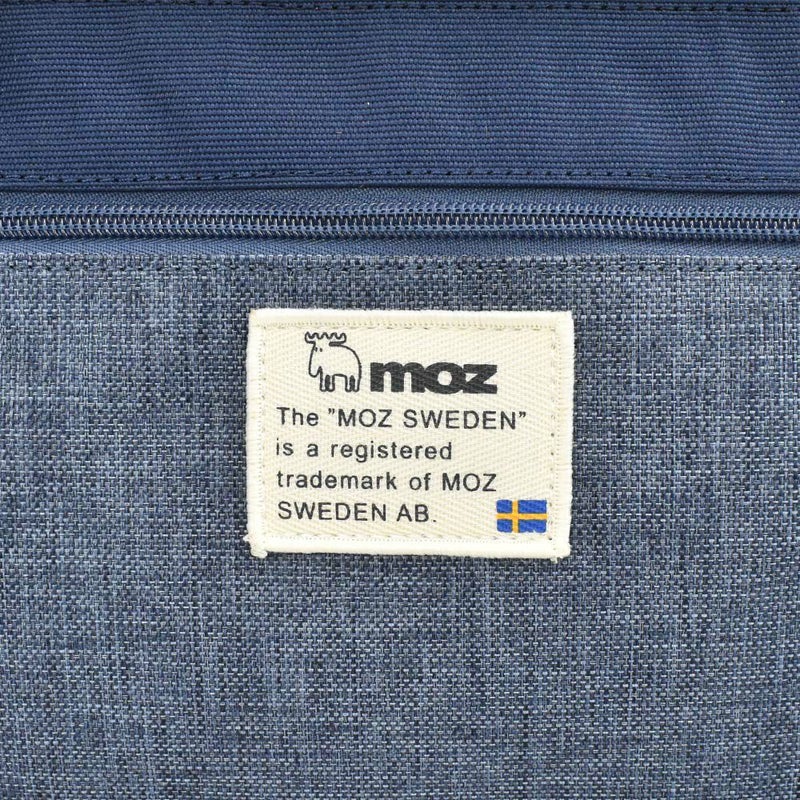 moz
The "MOZ SWEDEN"
is a registered
trademark of MOZ
SWEDEN AB.